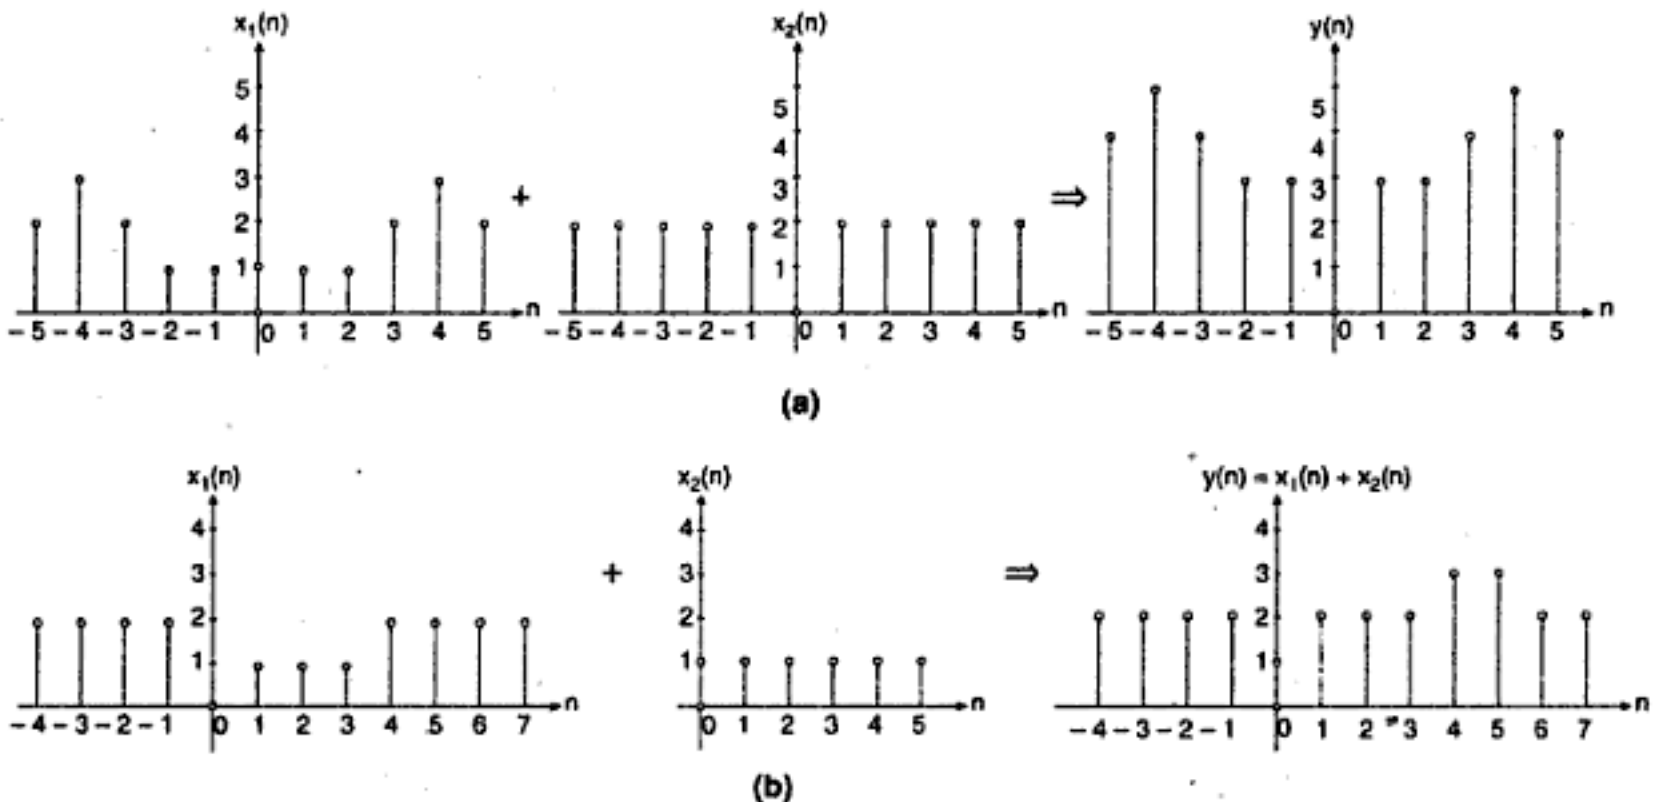 x₁(n) x₂(n) y(n)
5 5 5
4 4 4
3 + 3 ⇒ 3
2 2 2
1 1 1
n n n
-5 -4 -3 -2 -1 0 1 2 3 4 5 -5 -4 -3 -2 -1 0 1 2 3 4 5 -5 -4 -3 -2 -1 0 1 2 3 4 5
(a)
x₁(n) x₂(n) y(n) = x₁(n) + x₂(n)
4 4 4
3 + 3 ⇒ 3
2 2 2
1 1 1
n n n
-4 -3 -2 -1 0 1 2 3 4 5 6 7 0 1 2 3 4 5 -4 -3 -2 -1 0 1 2 3 4 5 6 7
(b)